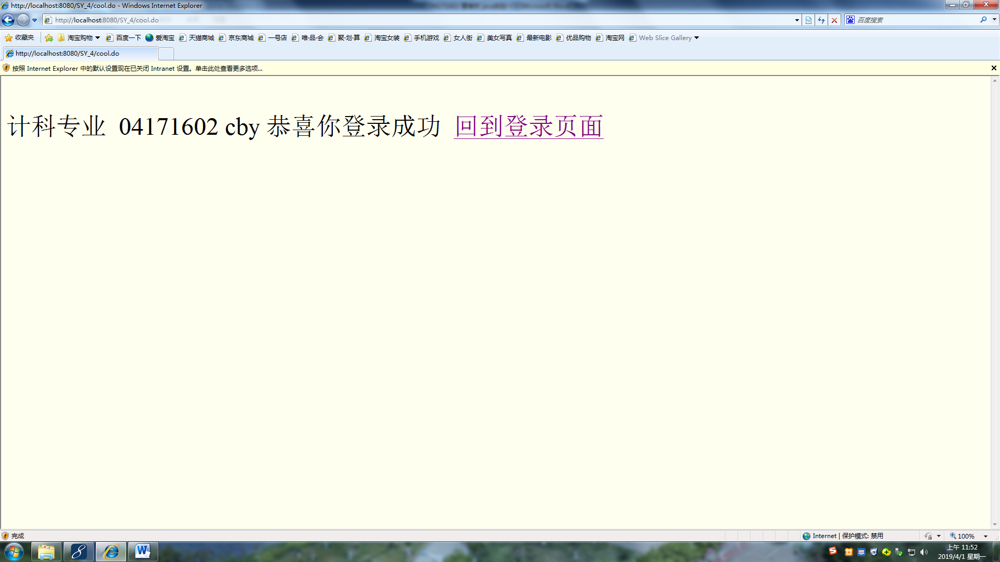 http://localhost:8080/SY_4/cool.do - Windows Internet Explorer
http://localhost:8080/SY_4/cool.do
百度搜索
收藏夹 淘宝购物 百度一下 爱淘宝 天猫商城 京东商城 一号店 唯·品·会 聚·划·算 淘宝女装 手机游戏 女人街 美女写真 最新电影 优品购物 淘宝网 Web Slice Gallery
http://localhost:8080/SY_4/cool.do
按照 Internet Explorer 中的默认设置现在已关闭 Intranet 设置。单击此处查看更多选项...
计科专业 04171602 cby 恭喜你登录成功 回到登录页面
完成 Internet | 保护模式: 禁用 100%
上午 11:52
2019/4/1 星期一